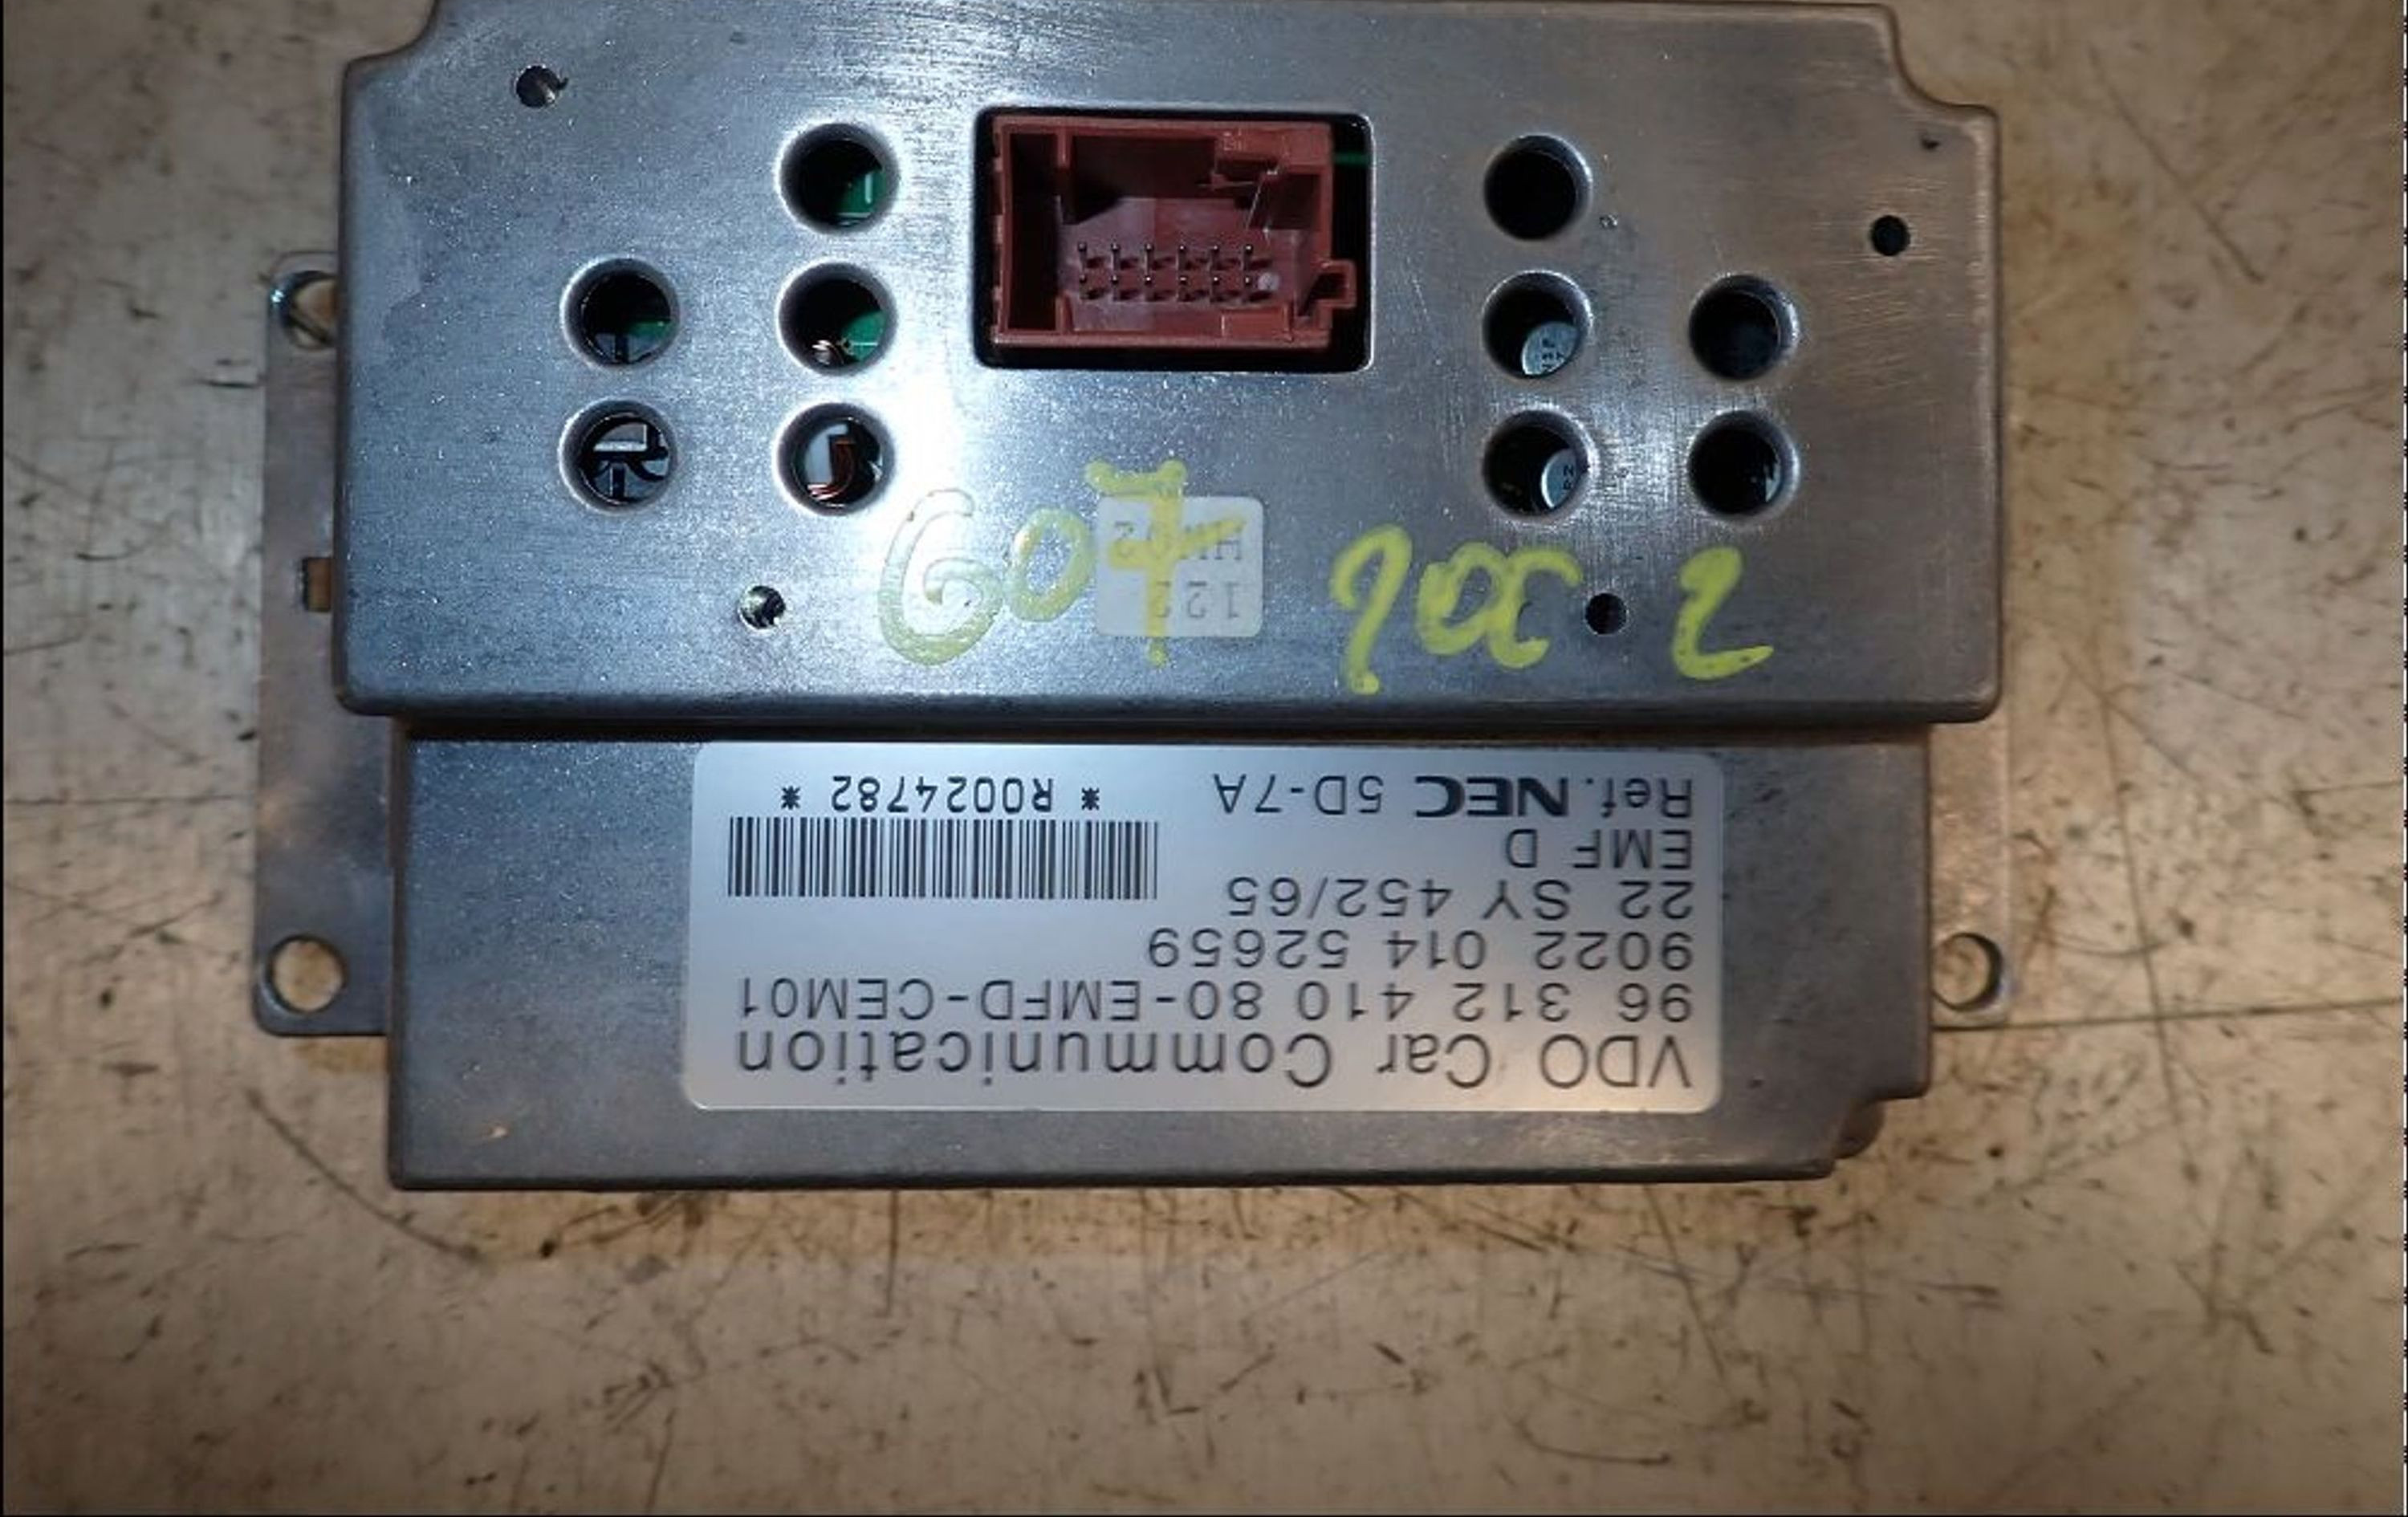 VDO Car Communication
96 312 410 80-EMFD-CEM01
9022 014 52659
22 SY 452/65
EMF D
Ref.NEC 5D-7A
* R0024782 *
607